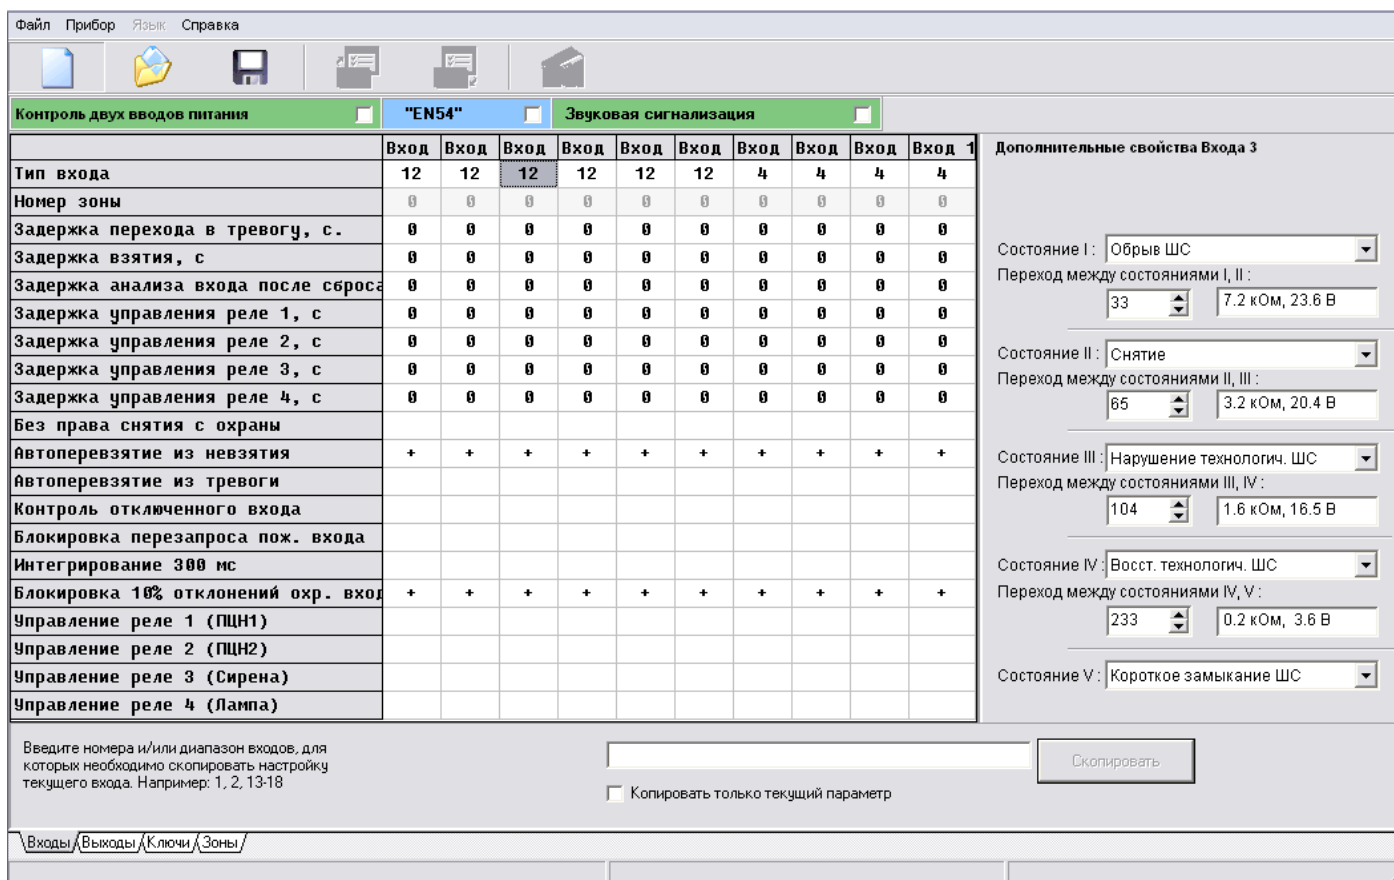 Файл Прибор Язык Справка
Контроль двух вводов питания "EN54" Звуковая сигнализация
Вход Вход Вход Вход Вход Вход Вход Вход Вход Вход 1
Тип входа 12 12 12 12 12 12 4 4 4 4
Номер зоны 0 0 0 0 0 0 0 0 0 0
Задержка перехода в тревогу, с. 0 0 0 0 0 0 0 0 0 0
Задержка взятия, с 0 0 0 0 0 0 0 0 0 0
Задержка анализа входа после сброса 0 0 0 0 0 0 0 0 0 0
Задержка управления реле 1, с 0 0 0 0 0 0 0 0 0 0
Задержка управления реле 2, с 0 0 0 0 0 0 0 0 0 0
Задержка управления реле 3, с 0 0 0 0 0 0 0 0 0 0
Задержка управления реле 4, с 0 0 0 0 0 0 0 0 0 0
Без права снятия с охраны
Автоперевзятие из невзятия + + + + + + + + + +
Автоперевзятие из тревоги
Контроль отключенного входа
Блокировка перезапроса пож. входа
Интегрирование 300 мс
Блокировка 10% отклонений охр. вход + + + + + + + + + +
Управление реле 1 (ПЦН1)
Управление реле 2 (ПЦН2)
Управление реле 3 (Сирена)
Управление реле 4 (Лампа)
Дополнительные свойства Входа 3
Состояние I : Обрыв ШС
Переход между состояниями I, II :
33 7.2 кОм, 23.6 В
Состояние II : Снятие
Переход между состояниями II, III :
65 3.2 кОм, 20.4 В
Состояние III : Нарушение технологич. ШС
Переход между состояниями III, IV :
104 1.6 кОм, 16.5 В
Состояние IV : Восст. технологич. ШС
Переход между состояниями IV, V :
233 0.2 кОм, 3.6 В
Состояние V : Короткое замыкание ШС
Введите номера и/или диапазон входов, для
которых необходимо скопировать настройку
текущего входа. Например: 1, 2, 13-18
Скопировать
Копировать только текущий параметр
Входы Выходы Ключи Зоны